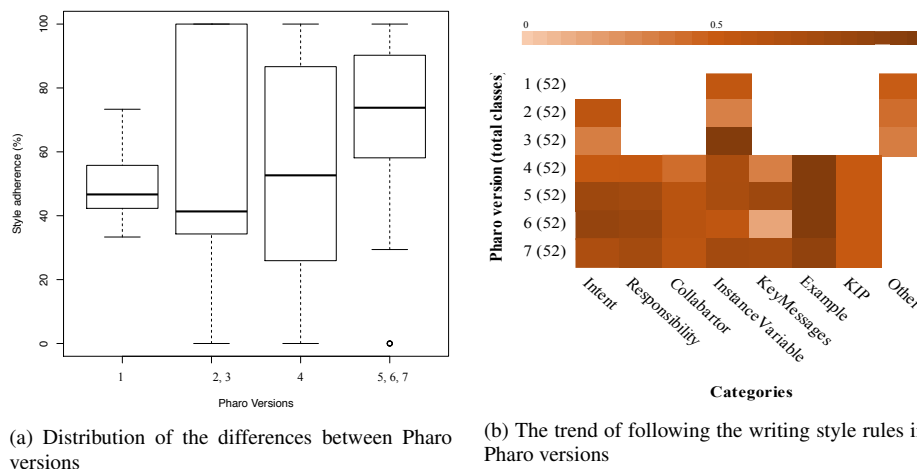 Style adherence (%)
100
80
60
40
20
0
1
2, 3
4
5, 6, 7
Pharo Versions
(a) Distribution of the differences between Pharo
versions
0
0.5
Pharo version (total classes)
1 (52)
2 (52)
3 (52)
4 (52)
5 (52)
6 (52)
7 (52)
Intent
Responsibility
Collabartor
Instance Variable
KeyMessages
Example
KIP
Other
Categories
(b) The trend of following the writing style rules i
Pharo versions